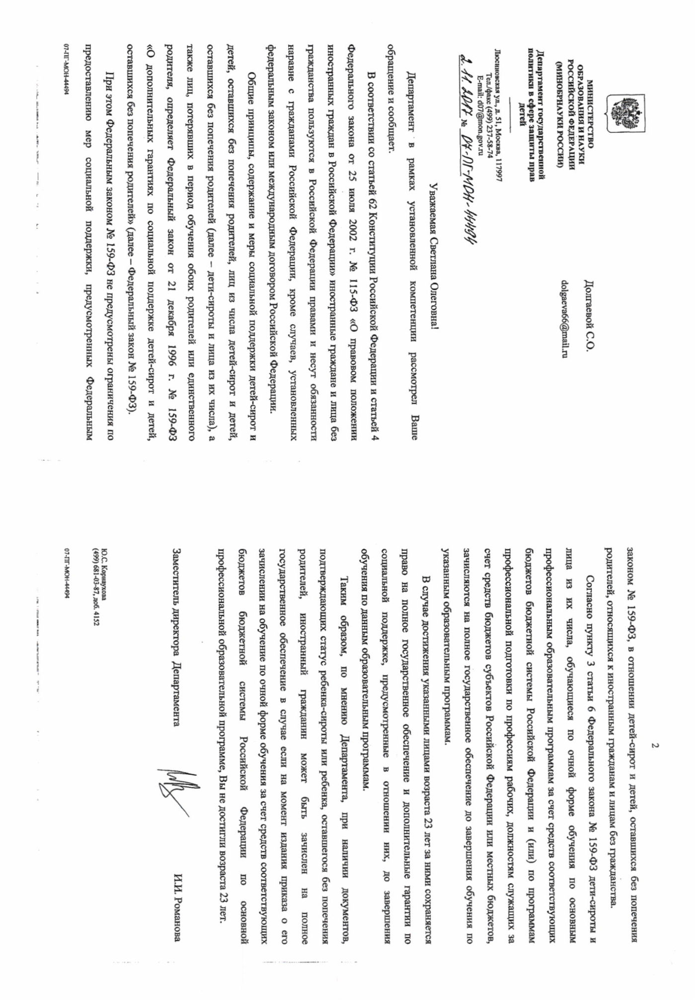 МИНИСТЕРСТВО
ОБРАЗОВАНИЯ И НАУКИ
РОССИЙСКОЙ ФЕДЕРАЦИИ
(МИНОБРНАУКИ РОССИИ)
Департамент государственной
политики в сфере защиты прав
детей
Люсиновская ул., д. 51, Москва, 117997
Тел./факс (499) 237-58-74
E-mail: d07@mon.gov.ru
2.11.2017 № 07-ПГ-МОН-44494
Долгаевой С.О.
dolgaeva66@mail.ru
Уважаемая Светлана Олеговна!
Департамент в рамках установленной компетенции рассмотрел Ваше
обращение и сообщает.
В соответствии со статьей 62 Конституции Российской Федерации и статьей 4
Федерального закона от 25 июля 2002 г. № 115-ФЗ «О правовом положении
иностранных граждан в Российской Федерации» иностранные граждане и лица без
гражданства пользуются в Российской Федерации правами и несут обязанности
наравне с гражданами Российской Федерации, кроме случаев, установленных
федеральным законом или международным договором Российской Федерации.
Общие принципы, содержание и меры социальной поддержки детей-сирот и
детей, оставшихся без попечения родителей, лиц из числа детей-сирот и детей,
оставшихся без попечения родителей (далее – дети-сироты и лица из их числа), а
также лиц, потерявших в период обучения обоих родителей или единственного
родителя, определяет Федеральный закон от 21 декабря 1996 г. № 159-ФЗ
«О дополнительных гарантиях по социальной поддержке детей-сирот и детей,
оставшихся без попечения родителей» (далее – Федеральный закон № 159-ФЗ).
При этом Федеральным законом № 159-ФЗ не предусмотрены ограничения по
предоставлению мер социальной поддержки, предусмотренных Федеральным
07-ПГ-МОН-44494
2
законом № 159-ФЗ, в отношении детей-сирот и детей, оставшихся без попечения
родителей, относящихся к иностранным гражданам и лицам без гражданства.
Согласно пункту 3 статьи 6 Федерального закона № 159-ФЗ дети-сироты и
лица из их числа, обучающиеся по очной форме обучения по основным
профессиональным образовательным программам за счет средств соответствующих
бюджетов бюджетной системы Российской Федерации и (или) по программам
профессиональной подготовки по профессиям рабочих, должностям служащих за
счет средств бюджетов субъектов Российской Федерации или местных бюджетов,
зачисляются на полное государственное обеспечение до завершения обучения по
указанным образовательным программам.
В случае достижения указанными лицами возраста 23 лет за ними сохраняется
право на полное государственное обеспечение и дополнительные гарантии по
социальной поддержке, предусмотренные в отношении них, до завершения
обучения по данным образовательным программам.
Таким образом, по мнению Департамента, при наличии документов,
подтверждающих статус ребенка-сироты или ребенка, оставшегося без попечения
родителей, иностранный гражданин может быть зачислен на полное
государственное обеспечение в случае если на момент издания приказа о его
зачислении на обучение по очной форме обучения за счет средств соответствующих
бюджетов бюджетной системы Российской Федерации по основной
профессиональной образовательной программе, Вы не достигли возраста 23 лет.
Заместитель директора Департамента
И.И. Романова
Ю.С. Корнаухова
(499) 681-03-87, доб. 4152
07-ПГ-МОН-44494